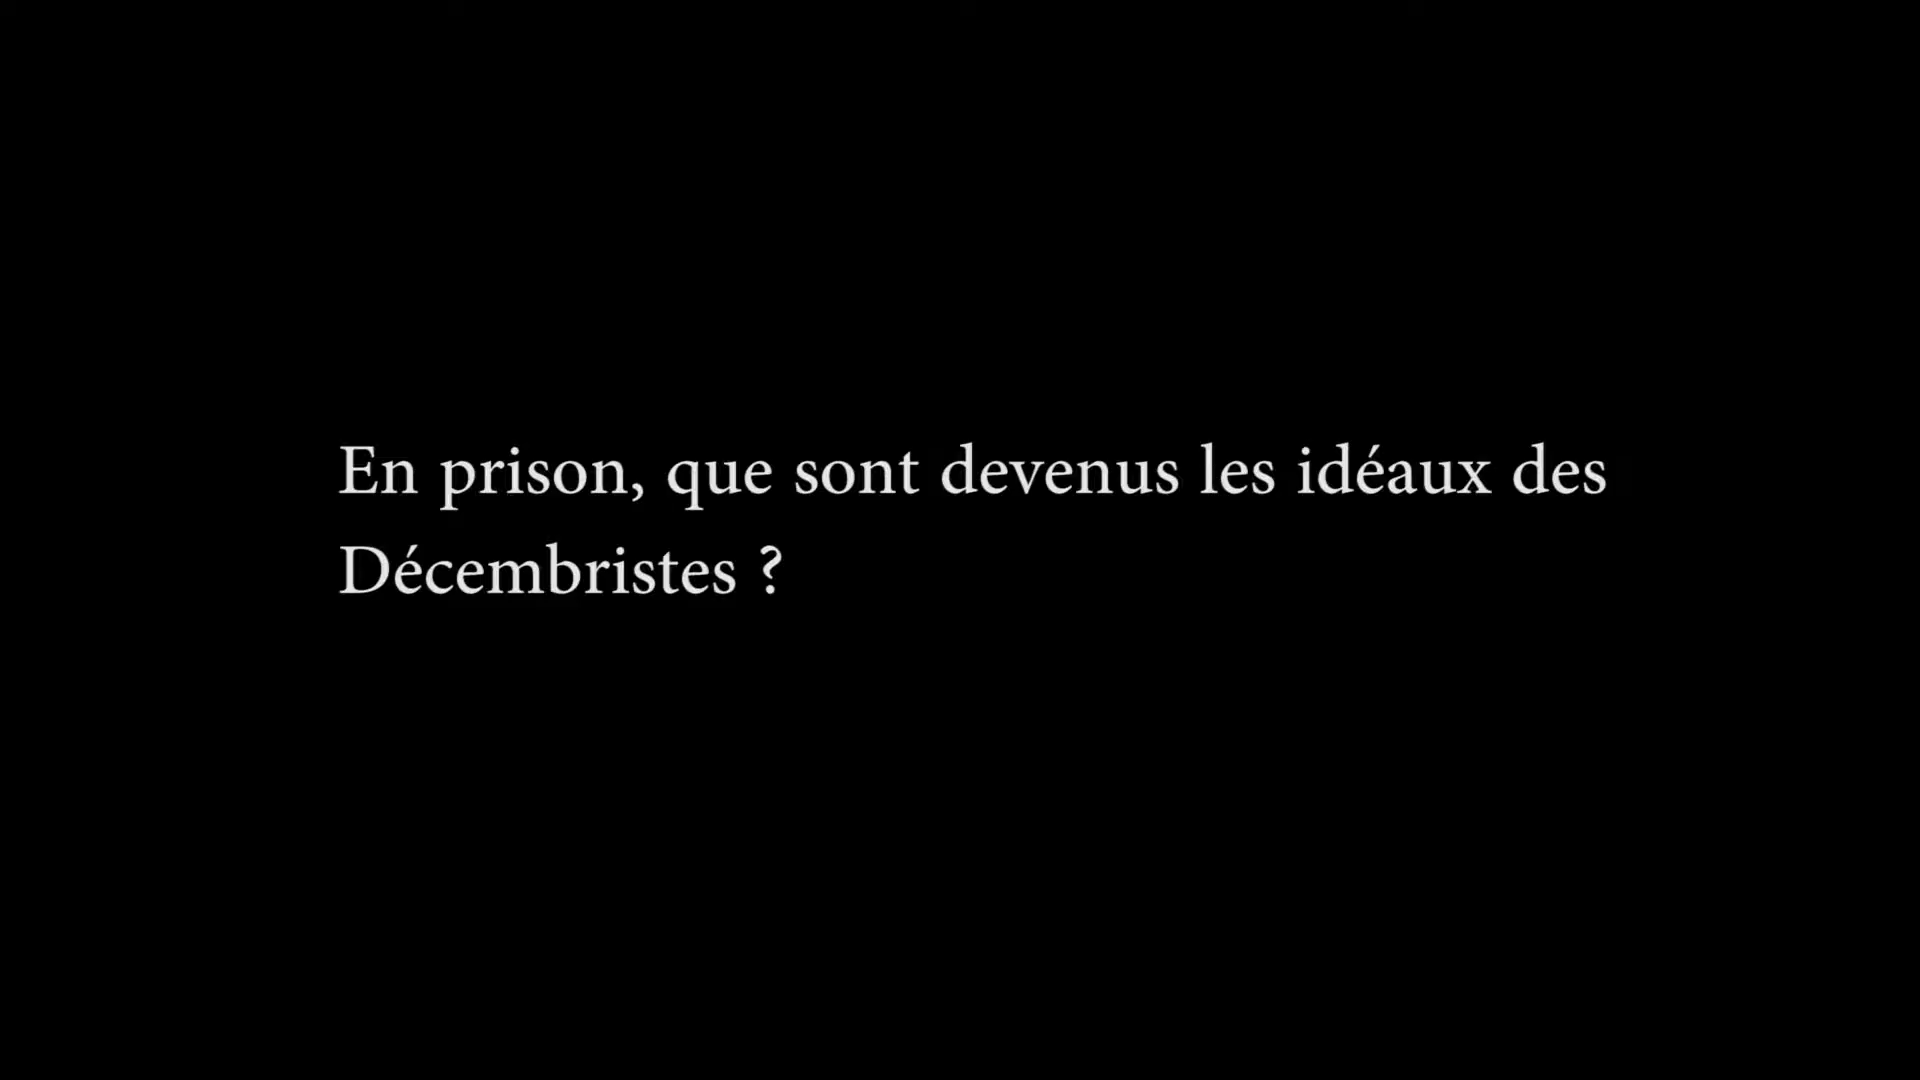 En prison, que sont devenus les idéaux des
Décembristes ?